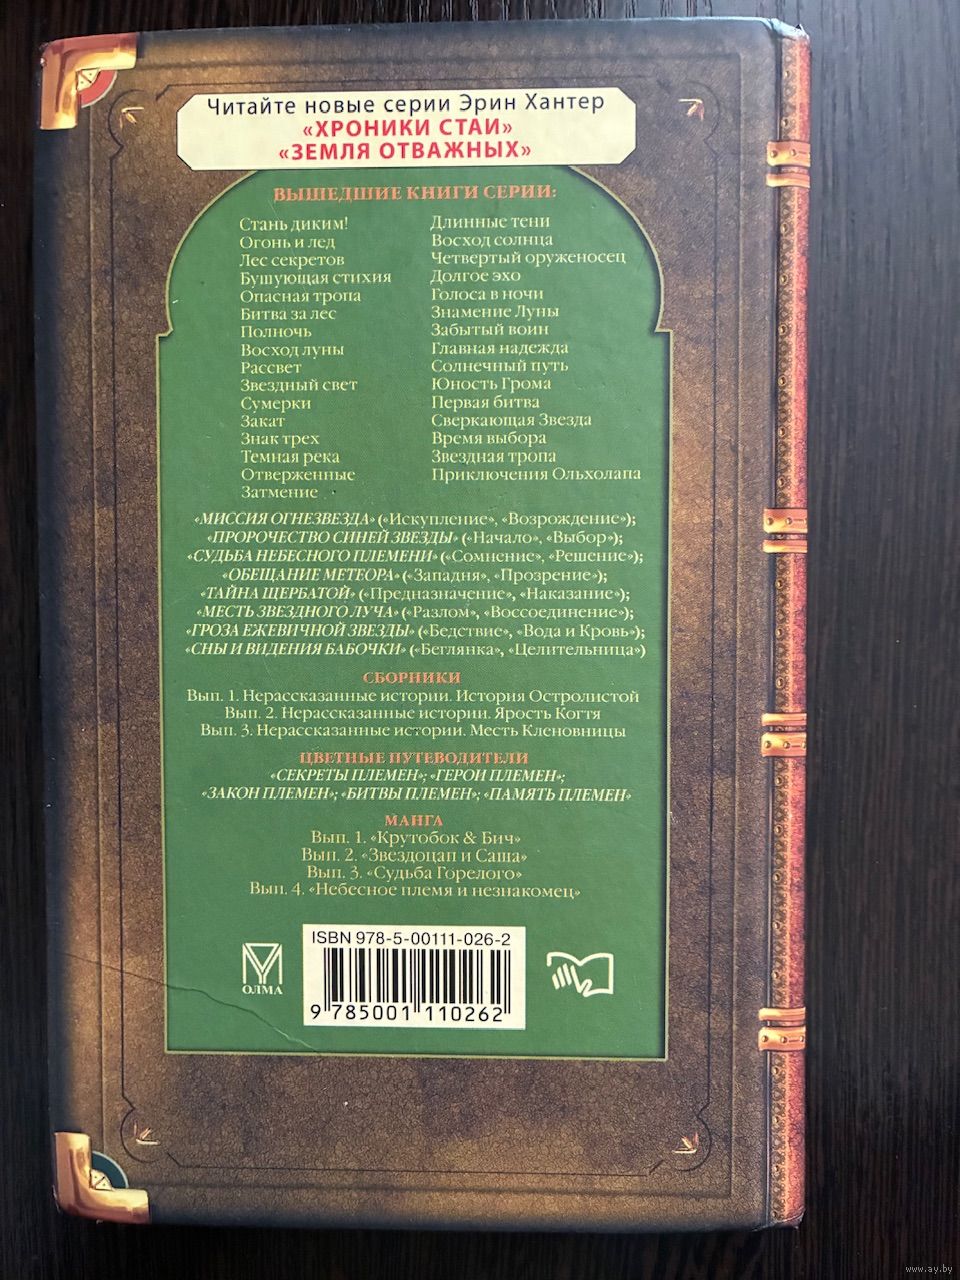 Читайте новые серии Эрин Хантер
«ХРОНИКИ СТАИ»
«ЗЕМЛЯ ОТВАЖНЫХ»
ВЫШЕДШИЕ КНИГИ СЕРИИ:
Стань диким!
Огонь и лед
Лес секретов
Бушующая стихия
Опасная тропа
Битва за лес
Полночь
Восход луны
Рассвет
Звездный свет
Сумерки
Закат
Знак трех
Темная река
Отверженные
Затмение
Длинные тени
Восход солнца
Четвертый оруженосец
Долгое эхо
Голоса в ночи
Знамение Луны
Забытый воин
Главная надежда
Солнечный путь
Юность Грома
Первая битва
Сверкающая Звезда
Время выбора
Звездная тропа
Приключения Ольхолапа
«МИССИЯ ОГНЕЗВЕЗДА» («Искупление», «Возрождение»);
«ПРОРОЧЕСТВО СИНЕЙ ЗВЕЗДЫ» («Начало», «Выбор»);
«СУДЬБА НЕБЕСНОГО ПЛЕМЕНИ» («Сомнение», «Решение»);
«ОБЕЩАНИЕ МЕТЕОРА» («Западня», «Прозрение»);
«ТАЙНА ЩЕРБАТОЙ» («Предназначение», «Наказание»);
«МЕСТЬ ЗВЕЗДНОГО ЛУЧА» («Разлом», «Воссоединение»);
«ГРОЗА ЕЖЕВИЧНОЙ ЗВЕЗДЫ» («Бедствие», «Вода и Кровь»);
«СНЫ И ВИДЕНИЯ БАБОЧКИ» («Беглянка», «Целительница»)
СБОРНИКИ
Вып. 1. Нерассказанные истории. История Остролистой
Вып. 2. Нерассказанные истории. Ярость Когтя
Вып. 3. Нерассказанные истории. Месть Кленовницы
ЦВЕТНЫЕ ПУТЕВОДИТЕЛИ
«СЕКРЕТЫ ПЛЕМЕН»; «ГЕРОИ ПЛЕМЕН»;
«ЗАКОН ПЛЕМЕН»; «БИТВЫ ПЛЕМЕН»; «ПАМЯТЬ ПЛЕМЕН»
МАНГА
Вып. 1. «Крутобок & Бич»
Вып. 2. «Звездоцап и Саша»
Вып. 3. «Судьба Горелого»
Вып. 4. «Небесное племя и незнакомец»
ISBN 978-5-00111-026-2
ОЛМА
9 785001 110262
www.ay.by